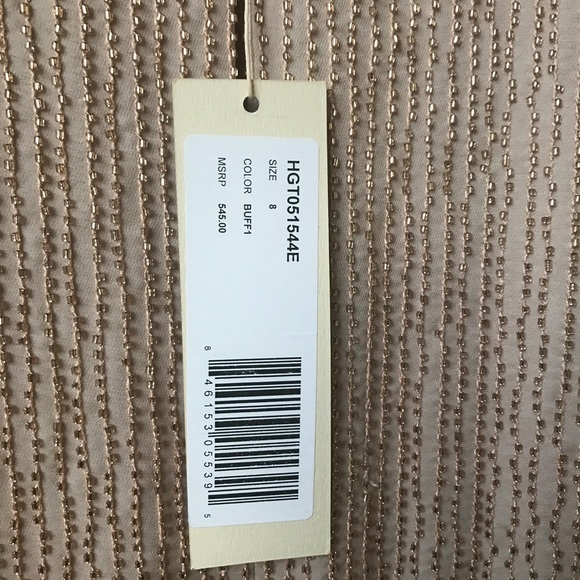 HGT051544E
SIZE 8
COLOR BUFF1
MSRP 545.00
8 46153 05539 5